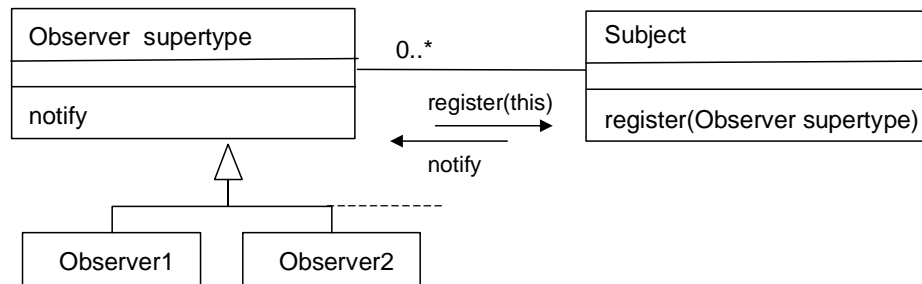 Observer supertype
notify
0..*
Subject
register(Observer supertype)
register(this)
notify
Observer1
Observer2